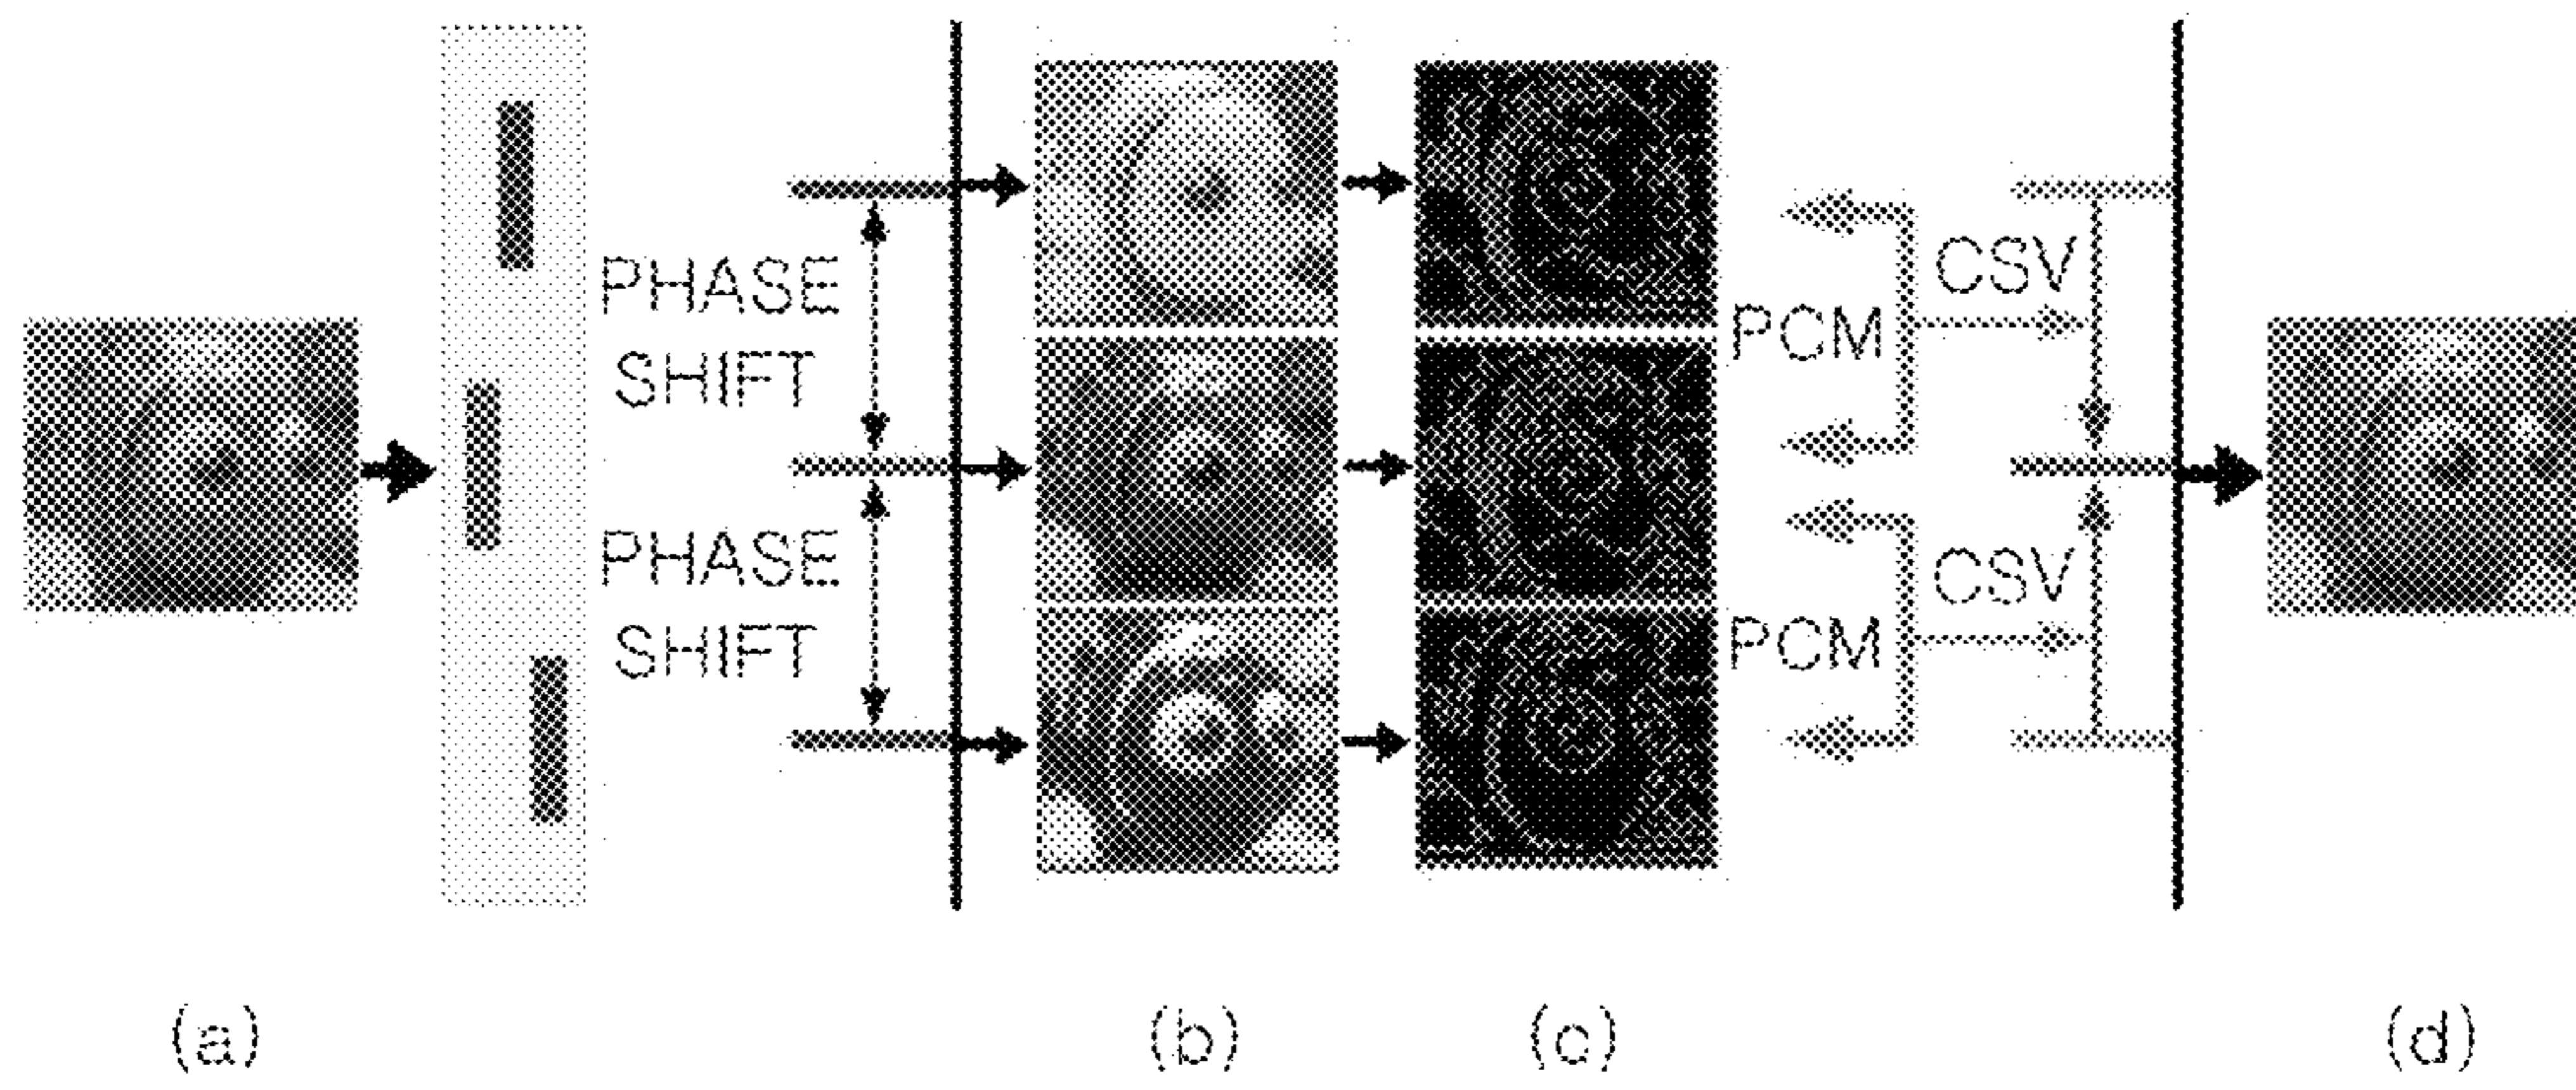 PHASE
SHIFT
PHASE
SHIFT
CSV
PCM
CSV
PCM
(a)
(b)
(c)
(d)